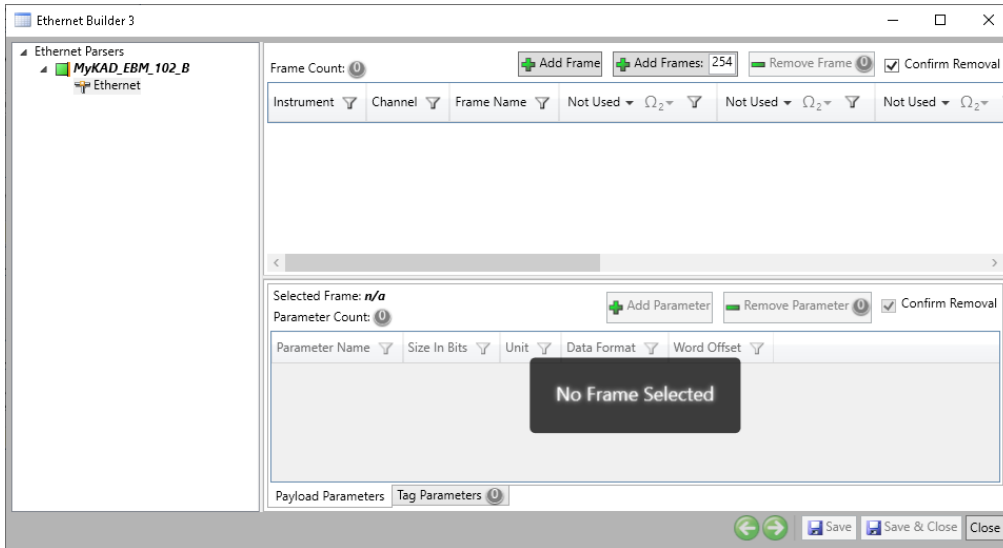 Ethernet Builder 3
Ethernet Parsers
MyKAD_EBM_102_B
Ethernet
Frame Count: 0
Add Frame
Add Frames: 254
Remove Frame 0
Confirm Removal
Instrument Channel Frame Name Not Used Ω2 Not Used Ω2 Not Used Ω2
Selected Frame: n/a
Parameter Count: 0
Add Parameter
Remove Parameter 0
Confirm Removal
Parameter Name Size In Bits Unit Data Format Word Offset
No Frame Selected
Payload Parameters Tag Parameters 0
Save Save & Close Close